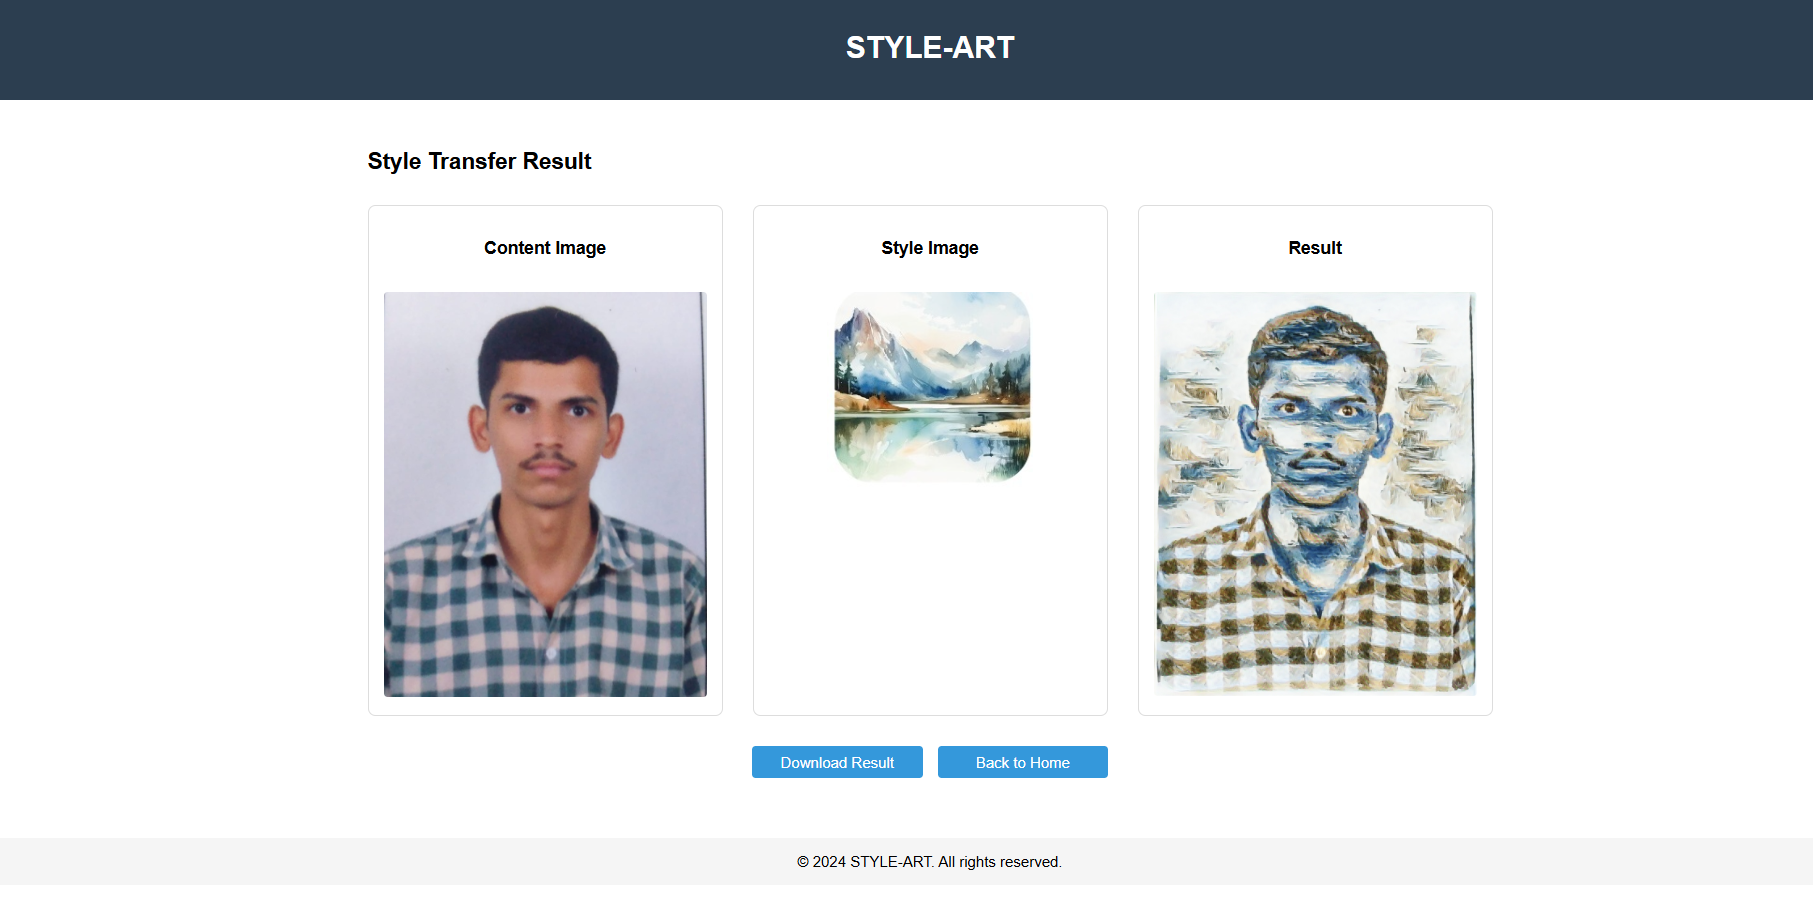 STYLE-ART
Style Transfer Result
Content Image
Style Image
Result
Download Result
Back to Home
© 2024 STYLE-ART. All rights reserved.